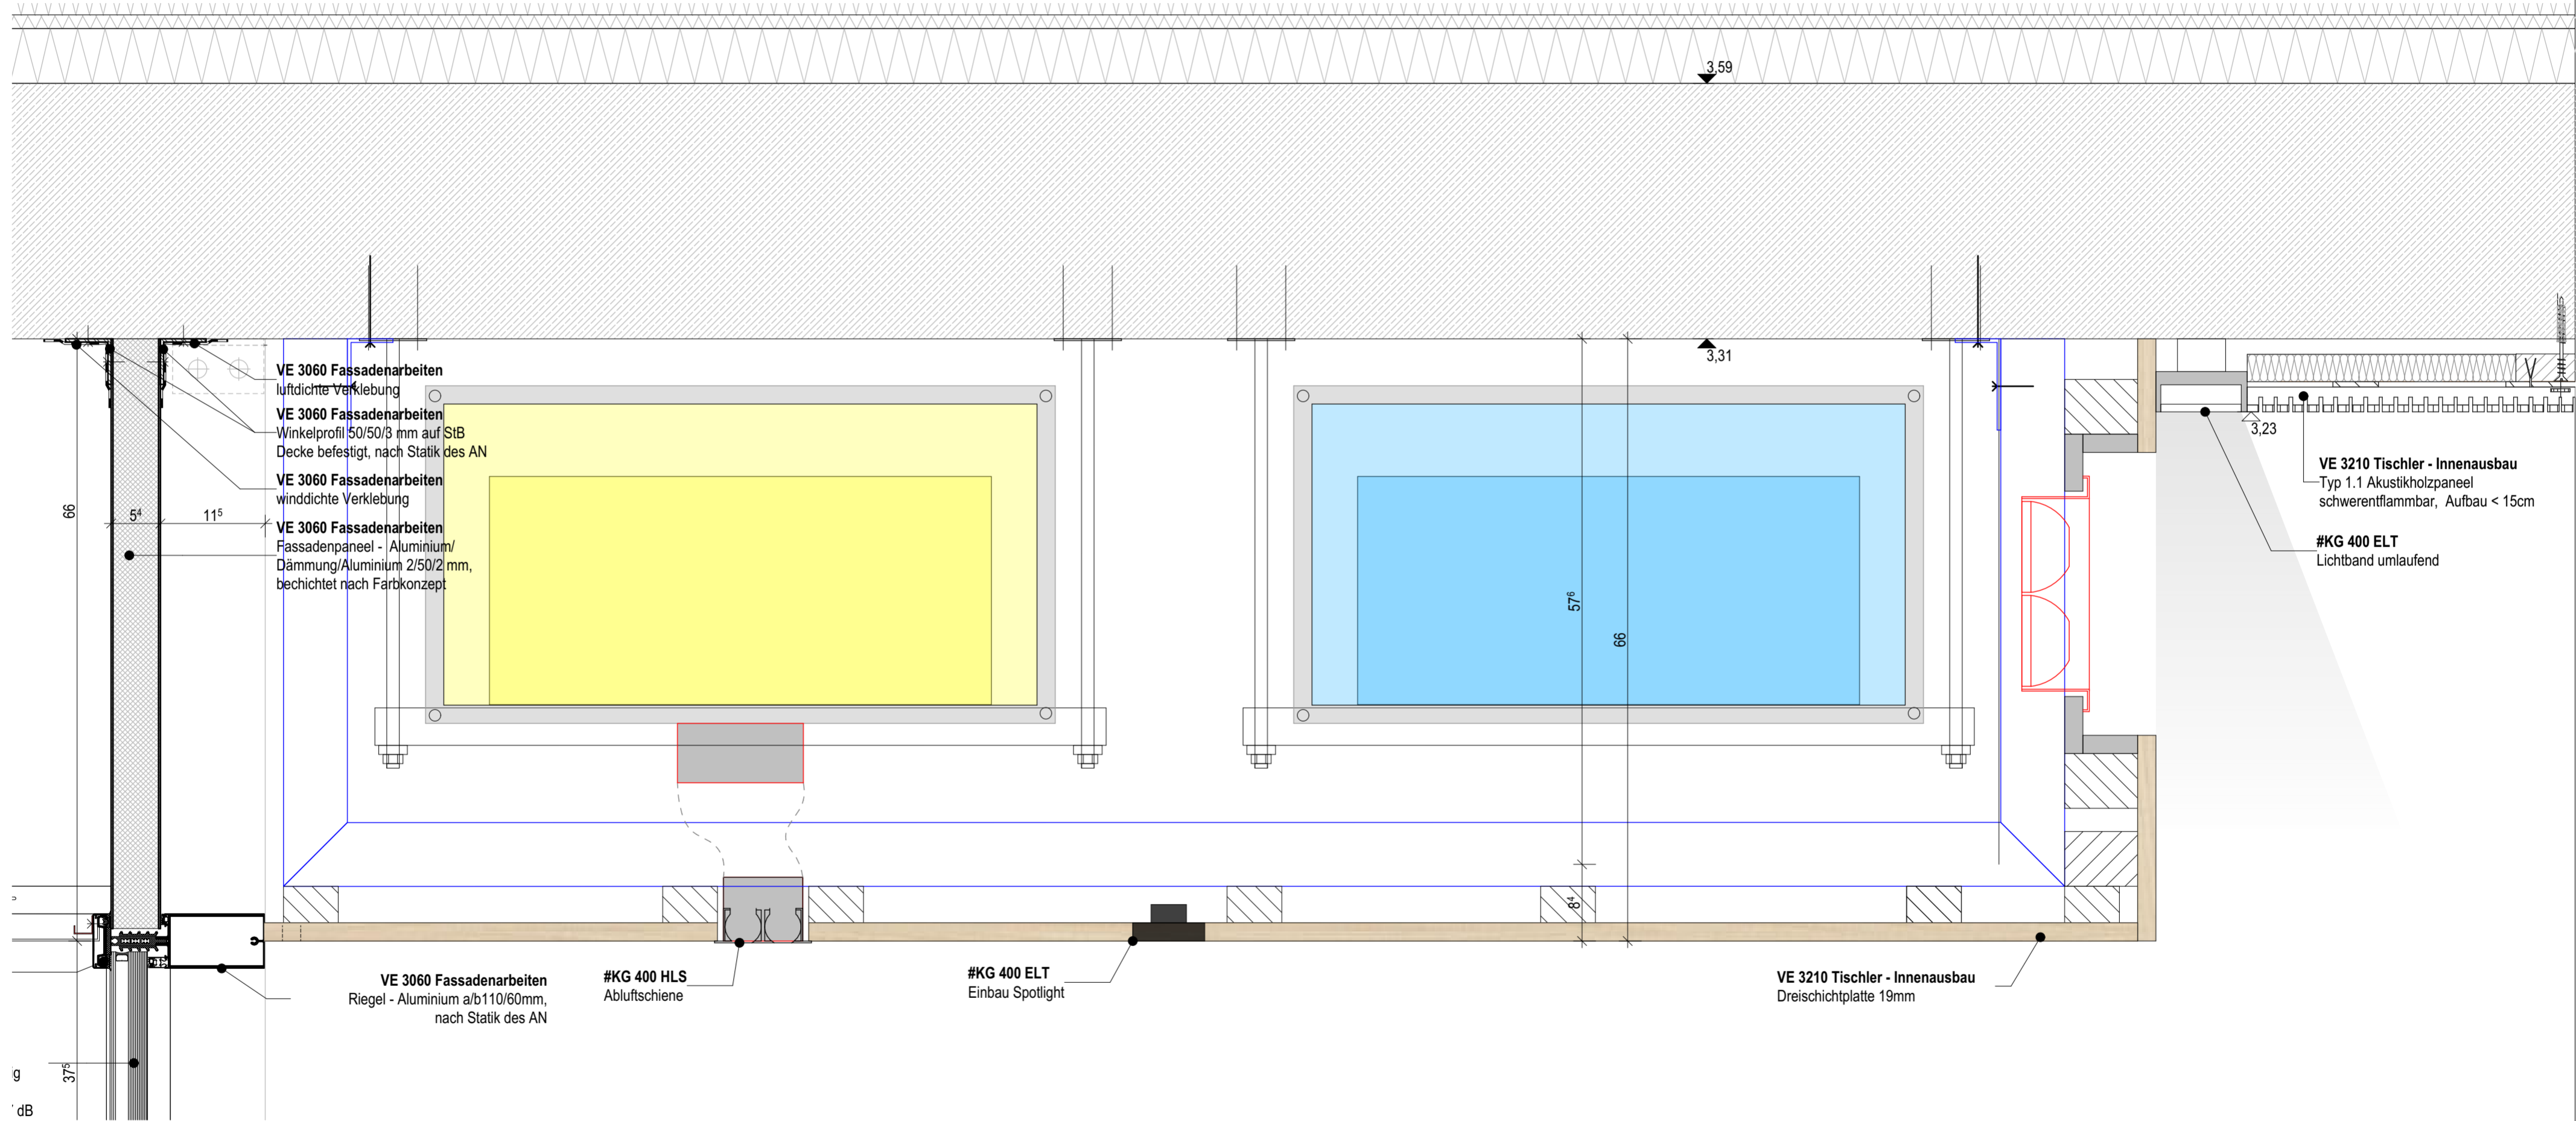 3,59
3,31
VE 3060 Fassadenarbeiten
luftdichte Verklebung
VE 3060 Fassadenarbeiten
Winkelprofil 50/50/3 mm auf StB
Decke befestigt, nach Statik des AN
VE 3060 Fassadenarbeiten
winddichte Verklebung
VE 3060 Fassadenarbeiten
Fassadenpaneel - Aluminium/
Dämmung/Aluminium 2/50/2 mm,
bechichtet nach Farbkonzept
66
5⁴
11⁵
57⁶
66
8⁴
3,23
VE 3210 Tischler - Innenausbau
Typ 1.1 Akustikholzpaneel
schwerentflammbar, Aufbau < 15cm
#KG 400 ELT
Lichtband umlaufend
VE 3060 Fassadenarbeiten
Riegel - Aluminium a/b110/60mm,
nach Statik des AN
#KG 400 HLS
Abluftschiene
#KG 400 ELT
Einbau Spotlight
VE 3210 Tischler - Innenausbau
Dreischichtplatte 19mm
37⁵
g
dB